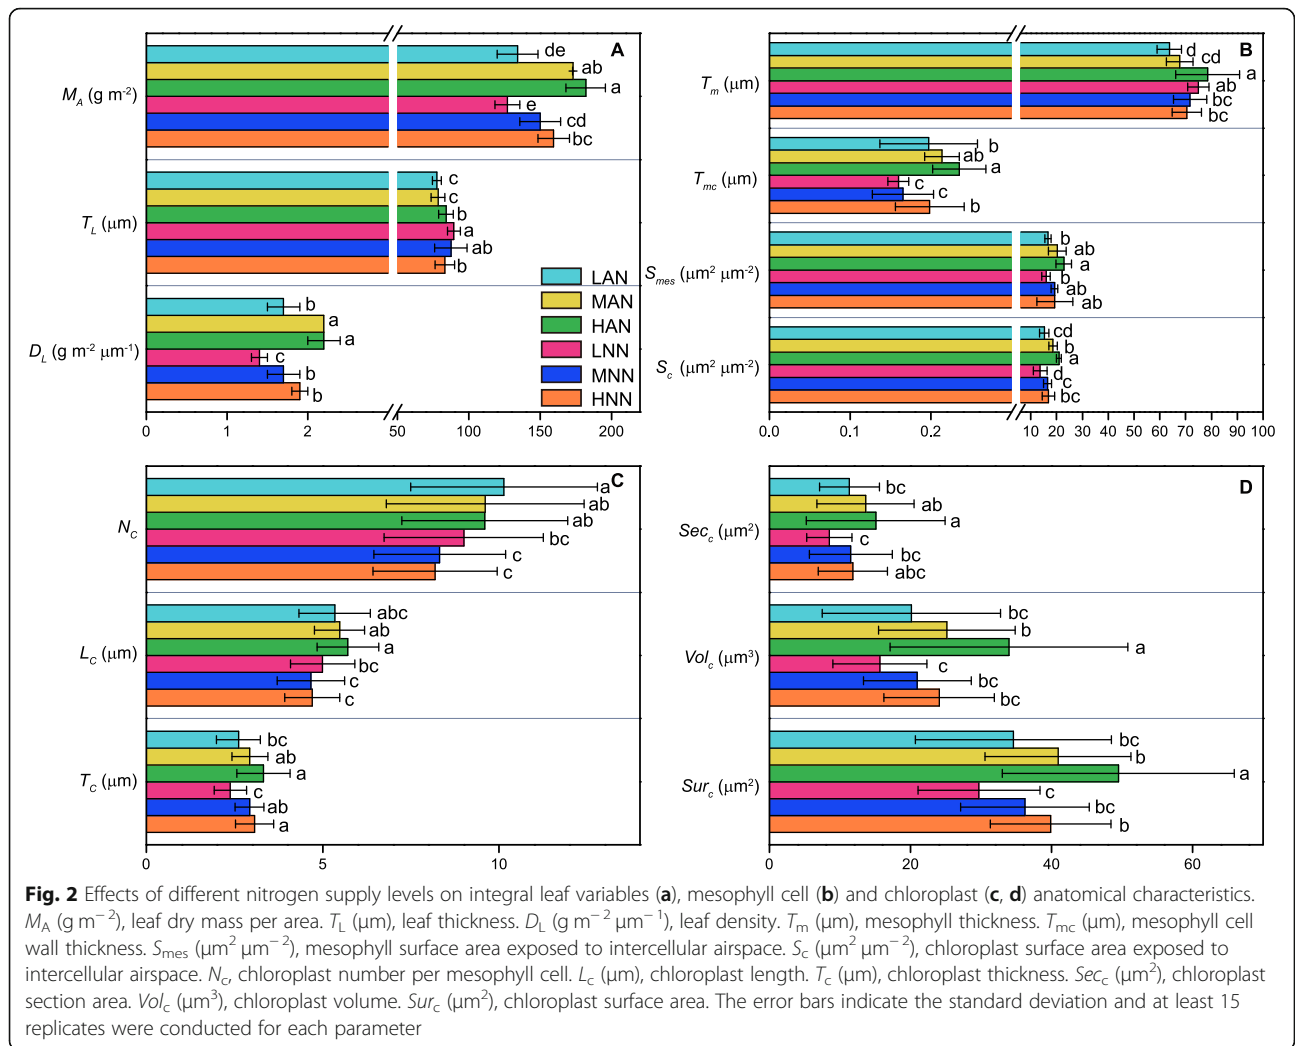 A
M_A (g m⁻²)
de
ab
a
e
cd
bc
T_L (μm)
c
c
b
a
ab
b
D_L (g m⁻² μm⁻¹)
b
a
a
c
b
b
LAN
MAN
HAN
LNN
MNN
HNN
0 1 2 50 100 150 200
B
T_m (μm)
d
cd
a
ab
bc
bc
T_mc (μm)
b
ab
a
c
c
b
S_mes (μm² μm⁻²)
b
ab
a
b
ab
ab
S_c (μm² μm⁻²)
cd
b
a
d
c
bc
0.0 0.1 0.2 10 20 30 40 50 60 70 80 90 100
C
N_C
a
ab
ab
bc
c
c
L_C (μm)
abc
ab
a
bc
c
c
T_C (μm)
bc
ab
a
c
ab
a
0 5 10
D
Sec_c (μm²)
bc
ab
a
c
bc
abc
Vol_c (μm³)
bc
b
a
c
bc
bc
Sur_c (μm²)
bc
b
a
c
bc
b
0 20 40 60
Fig. 2 Effects of different nitrogen supply levels on integral leaf variables (a), mesophyll cell (b) and chloroplast (c, d) anatomical characteristics.
M_A (g m⁻²), leaf dry mass per area. T_L (μm), leaf thickness. D_L (g m⁻² μm⁻¹), leaf density. T_m (μm), mesophyll thickness. T_mc (μm), mesophyll cell
wall thickness. S_mes (μm² μm⁻²), mesophyll surface area exposed to intercellular airspace. S_c (μm² μm⁻²), chloroplast surface area exposed to
intercellular airspace. N_c, chloroplast number per mesophyll cell. L_c (μm), chloroplast length. T_c (μm), chloroplast thickness. Sec_c (μm²), chloroplast
section area. Vol_c (μm³), chloroplast volume. Sur_c (μm²), chloroplast surface area. The error bars indicate the standard deviation and at least 15
replicates were conducted for each parameter